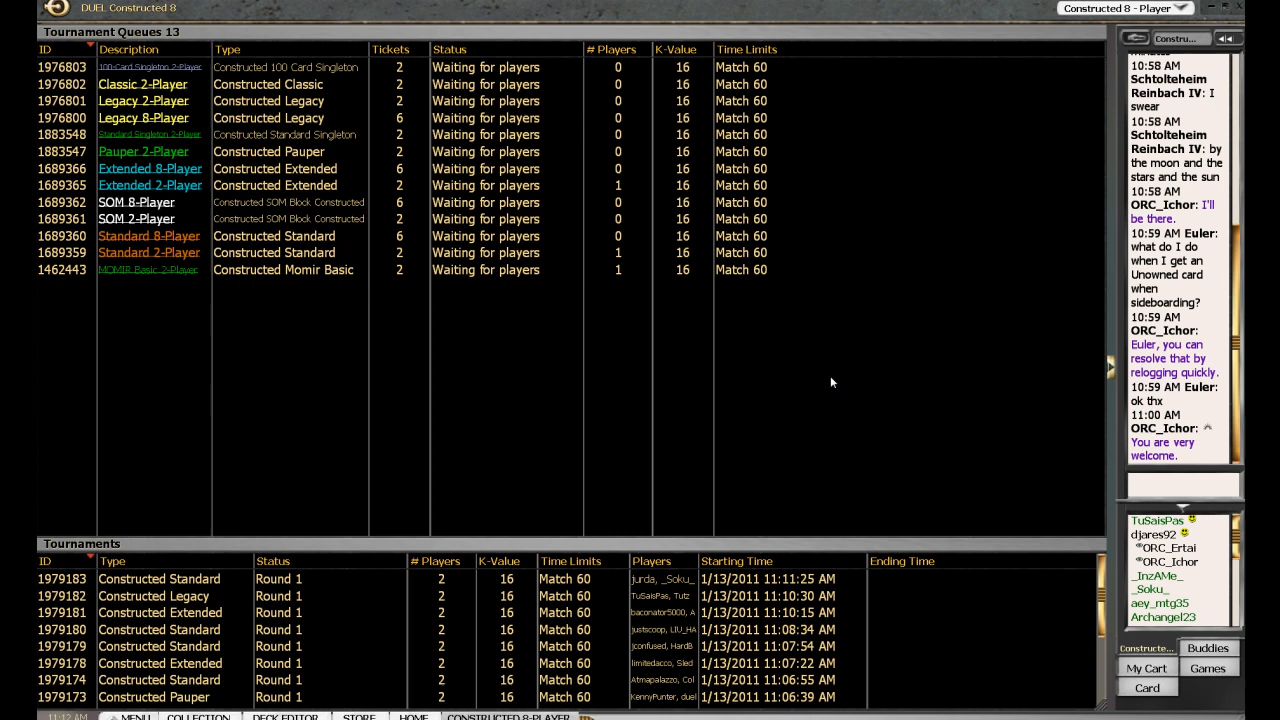 DUEL Constructed 8
Constructed 8 - Player
Tournament Queues 13
ID Description Type Tickets Status # Players K-Value Time Limits
1976803 100-Card Singleton 2-Player Constructed 100 Card Singleton 2 Waiting for players 0 16 Match 60
1976802 Classic 2-Player Constructed Classic 2 Waiting for players 0 16 Match 60
1976801 Legacy 2-Player Constructed Legacy 2 Waiting for players 0 16 Match 60
1976800 Legacy 8-Player Constructed Legacy 6 Waiting for players 0 16 Match 60
1883548 Standard Singleton 2-Player Constructed Standard Singleton 2 Waiting for players 0 16 Match 60
1883547 Pauper 2-Player Constructed Pauper 2 Waiting for players 0 16 Match 60
1689366 Extended 8-Player Constructed Extended 6 Waiting for players 0 16 Match 60
1689365 Extended 2-Player Constructed Extended 2 Waiting for players 1 16 Match 60
1689362 SOM 8-Player Constructed SOM Block Constructed 6 Waiting for players 0 16 Match 60
1689361 SOM 2-Player Constructed SOM Block Constructed 2 Waiting for players 0 16 Match 60
1689360 Standard 8-Player Constructed Standard 6 Waiting for players 0 16 Match 60
1689359 Standard 2-Player Constructed Standard 2 Waiting for players 1 16 Match 60
1462443 MOMIR Basic 2-Player Constructed Momir Basic 2 Waiting for players 1 16 Match 60
Tournaments
ID Type Status # Players K-Value Time Limits Players Starting Time Ending Time
1979183 Constructed Standard Round 1 2 16 Match 60 jurda, _Soku_ 1/13/2011 11:11:25 AM
1979182 Constructed Legacy Round 1 2 16 Match 60 TuSaisPas, Tutz 1/13/2011 11:10:30 AM
1979181 Constructed Extended Round 1 2 16 Match 60 baconator5000, A 1/13/2011 11:10:15 AM
1979180 Constructed Standard Round 1 2 16 Match 60 justscoop, LIU_HA 1/13/2011 11:08:34 AM
1979179 Constructed Standard Round 1 2 16 Match 60 jconfused, HardB 1/13/2011 11:07:54 AM
1979178 Constructed Extended Round 1 2 16 Match 60 limitedacco, Sled 1/13/2011 11:07:22 AM
1979174 Constructed Standard Round 1 2 16 Match 60 Atmapalazzo, Col 1/13/2011 11:06:55 AM
1979173 Constructed Pauper Round 1 2 16 Match 60 KennyPunter, duel 1/13/2011 11:06:39 AM
11:12 AM MENU COLLECTION DECK EDITOR STORE HOME CONSTRUCTED 8-PLAYER
Constru...
10:58 AM
Schtolteheim
Reinbach IV: I
swear
10:58 AM
Schtolteheim
Reinbach IV: by
the moon and the
stars and the sun
10:58 AM
ORC_Ichor: I'll
be there.
10:59 AM Euler:
what do I do
when I get an
Unowned card
when
sideboarding?
10:59 AM
ORC_Ichor:
Euler, you can
resolve that by
relogging quickly.
10:59 AM Euler:
ok thx
11:00 AM
ORC_Ichor:
You are very
welcome.
TuSaisPas
djares92
ORC_Ertai
ORC_Ichor
_InzAMe_
_Soku_
aey_mtg35
Archangel23
Constructe... Buddies
My Cart Games
Card